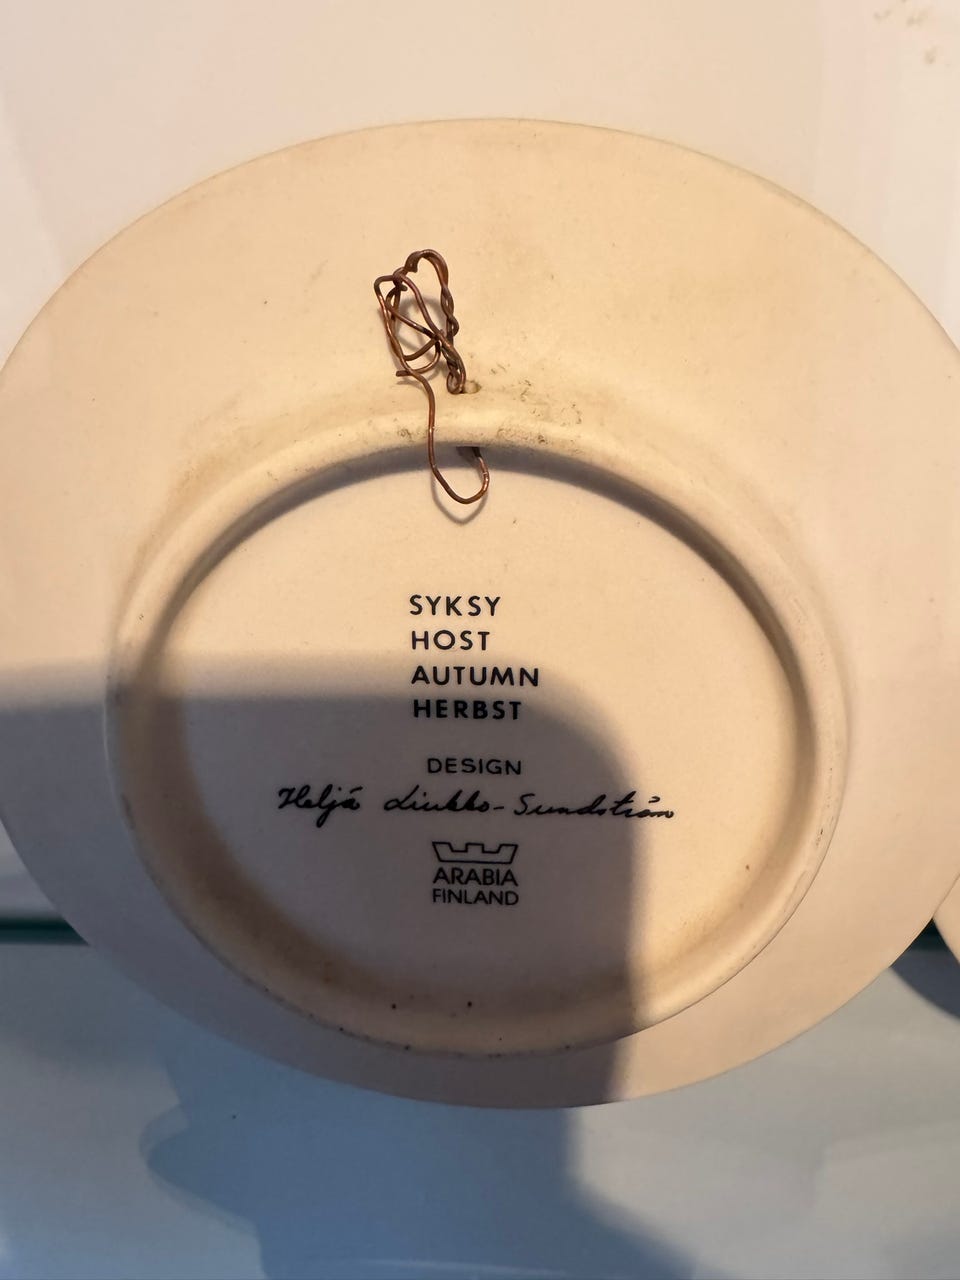 SYKSY
HOST
AUTUMN
HERBST
DESIGN
Heljä Liukko-Sundström
ARABIA
FINLAND